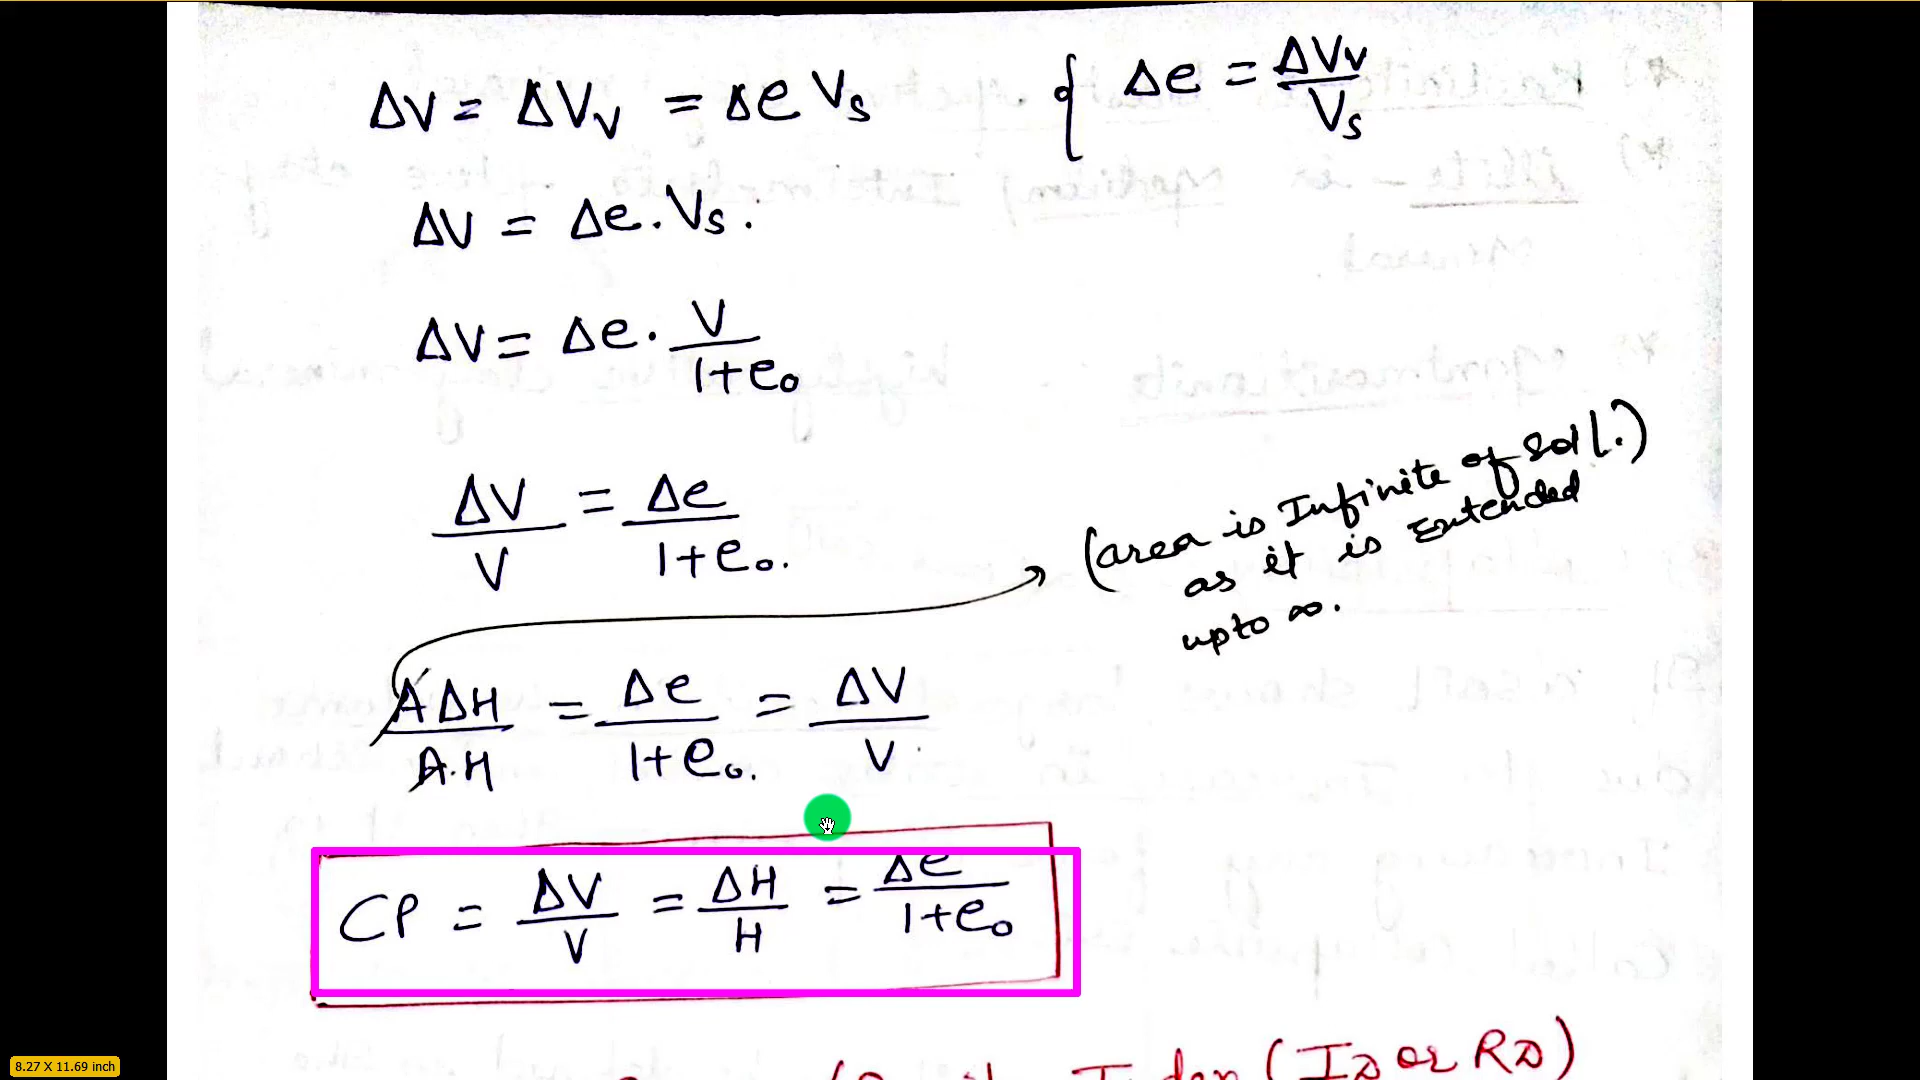 ΔV = ΔVv = Δe Vs { Δe = ΔVv / Vs
ΔV = Δe . Vs .
ΔV = Δe . V / 1+e₀
ΔV / V = Δe / 1+e₀ .
(area is Infinite of soil.)
as it is Extended
upto ∞ .
AΔH / A.H = Δe / 1+e₀ . = ΔV / V .
CP = ΔV / V = ΔH / H = Δe / 1+e₀
Index (ID or RD)
8.27 X 11.69 inch